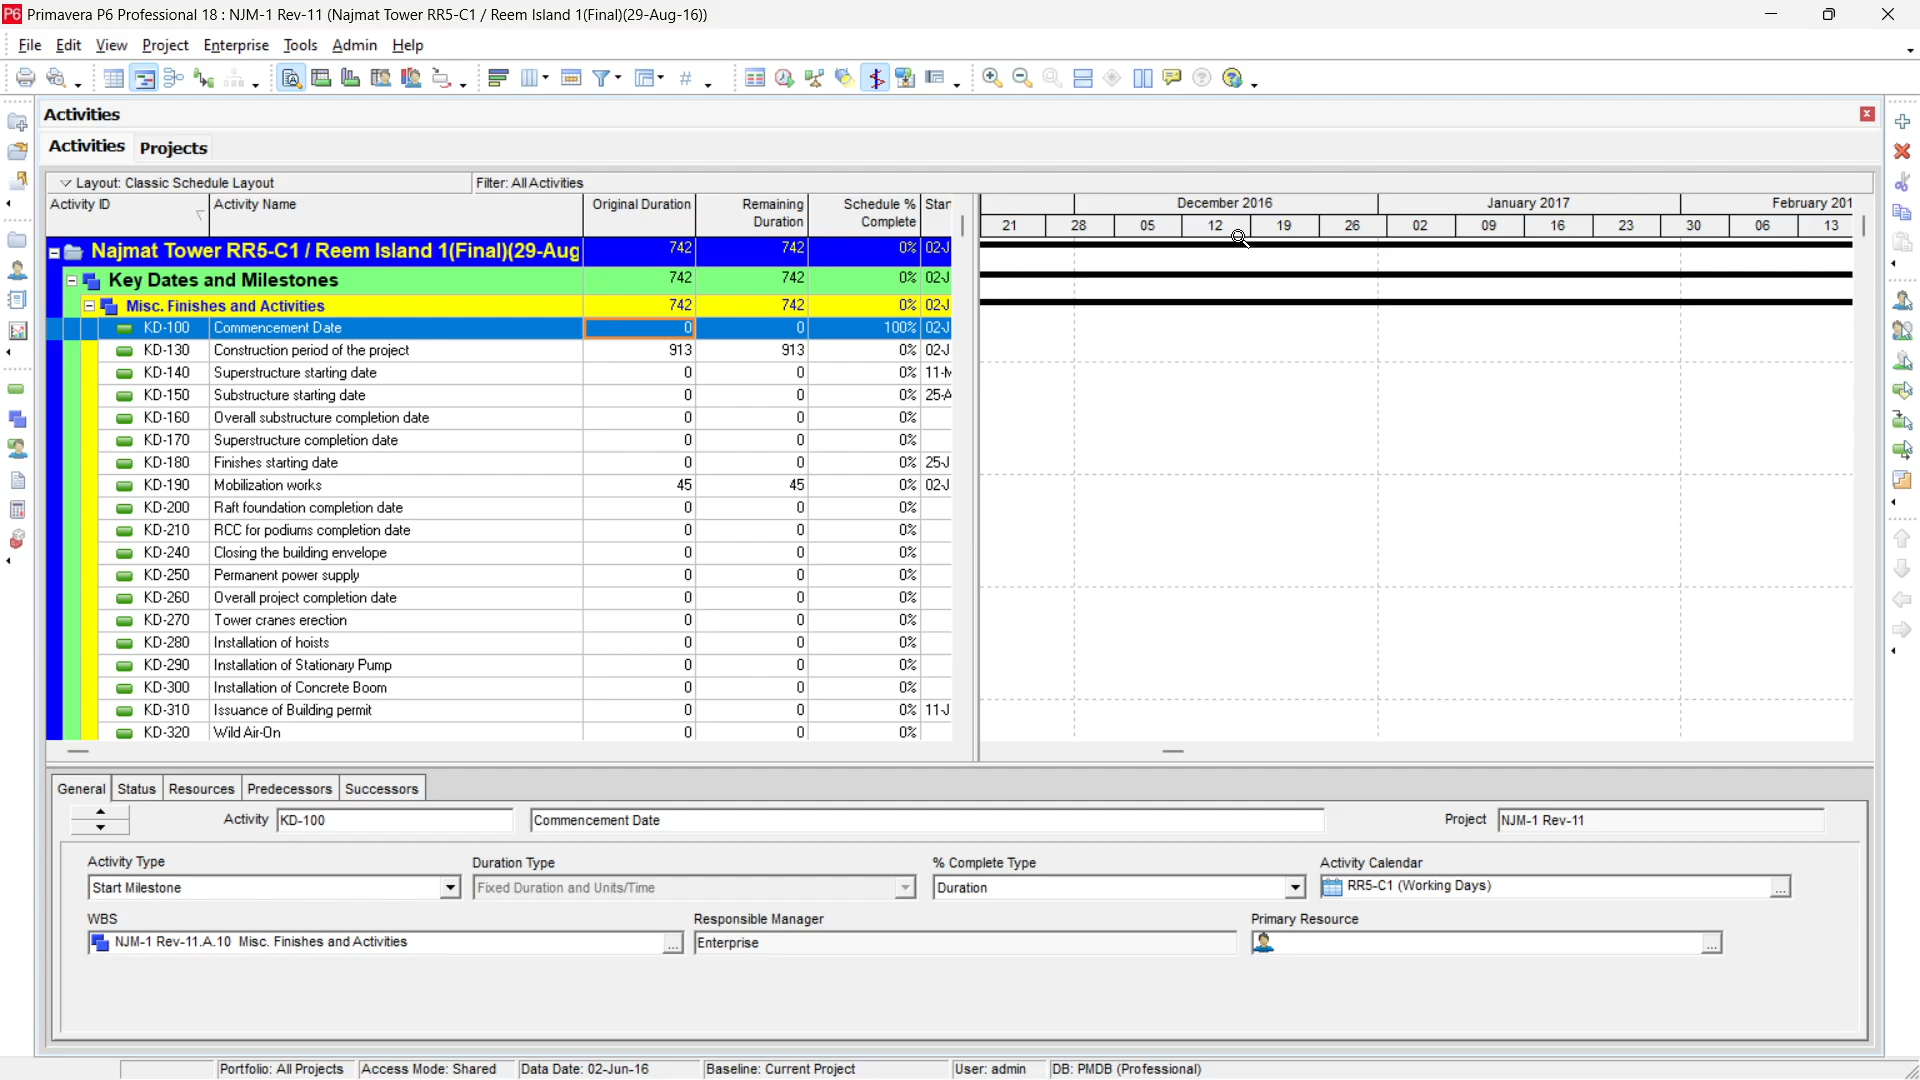 P6 Primavera P6 Professional 18 : NJM-1 Rev-11 (Najmat Tower RR5-C1 / Reem Island 1(Final)(29-Aug-16))
File Edit View Project Enterprise Tools Admin Help
Activities
Activities Projects
Layout: Classic Schedule Layout Filter: All Activities
Activity ID Activity Name Original Duration Remaining Duration Schedule % Complete Star
December 2016 January 2017 February 201
21 28 05 12 19 26 02 09 16 23 30 06 13
Najmat Tower RR5-C1 / Reem Island 1(Final)(29-Aug 742 742 0% 02-J
Key Dates and Milestones 742 742 0% 02-J
Misc. Finishes and Activities 742 742 0% 02-J
KD-100 Commencement Date 0 0 100% 02-J
KD-130 Construction period of the project 913 913 0% 02-J
KD-140 Superstructure starting date 0 0 0% 11-M
KD-150 Substructure starting date 0 0 0% 25-A
KD-160 Overall substructure completion date 0 0 0%
KD-170 Superstructure completion date 0 0 0%
KD-180 Finishes starting date 0 0 0% 25-J
KD-190 Mobilization works 45 45 0% 02-J
KD-200 Raft foundation completion date 0 0 0%
KD-210 RCC for podiums completion date 0 0 0%
KD-240 Closing the building envelope 0 0 0%
KD-250 Permanent power supply 0 0 0%
KD-260 Overall project completion date 0 0 0%
KD-270 Tower cranes erection 0 0 0%
KD-280 Installation of hoists 0 0 0%
KD-290 Installation of Stationary Pump 0 0 0%
KD-300 Installation of Concrete Boom 0 0 0%
KD-310 Issuance of Building permit 0 0 0% 11-J
KD-320 Wild Air-On 0 0 0%
General Status Resources Predecessors Successors
Activity KD-100 Commencement Date Project NJM-1 Rev-11
Activity Type Duration Type % Complete Type Activity Calendar
Start Milestone Fixed Duration and Units/Time Duration RR5-C1 (Working Days) ...
WBS Responsible Manager Primary Resource
NJM-1 Rev-11.A.10 Misc. Finishes and Activities ... Enterprise ...
Portfolio: All Projects Access Mode: Shared Data Date: 02-Jun-16 Baseline: Current Project User: admin DB: PMDB (Professional)